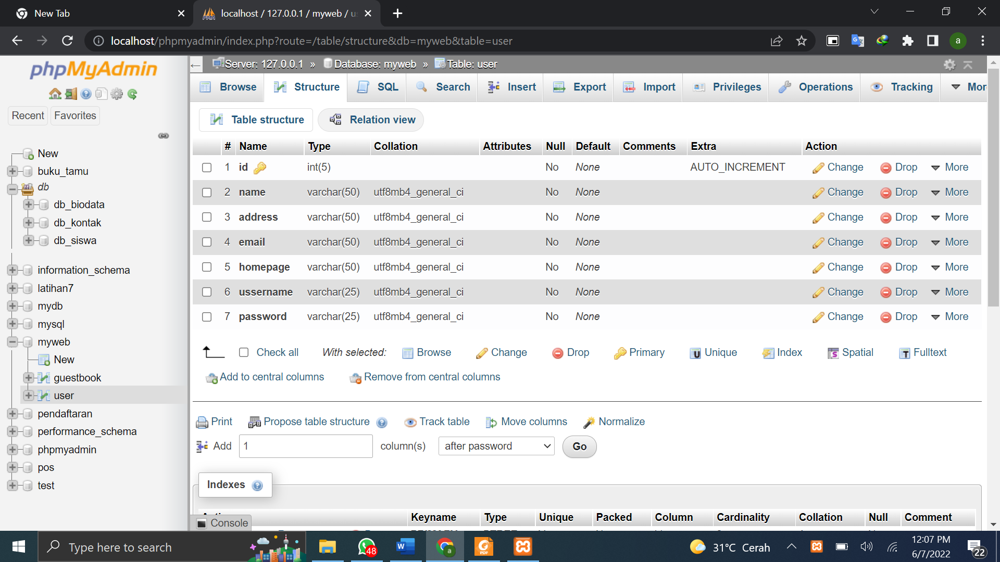 New Tab
localhost / 127.0.0.1 / myweb / us
localhost/phpmyadmin/index.php?route=/table/structure&db=myweb&table=user
a
phpMyAdmin
Recent
Favorites
New
buku_tamu
db
db_biodata
db_kontak
db_siswa
information_schema
latihan7
mydb
mysql
myweb
New
guestbook
user
pendaftaran
performance_schema
phpmyadmin
pos
test
Server: 127.0.0.1 » Database: myweb » Table: user
Browse Structure SQL Search Insert Export Import Privileges Operations Tracking Mor
Table structure Relation view
# Name Type Collation Attributes Null Default Comments Extra Action
1 id int(5) No None AUTO_INCREMENT Change Drop More
2 name varchar(50) utf8mb4_general_ci No None Change Drop More
3 address varchar(50) utf8mb4_general_ci No None Change Drop More
4 email varchar(50) utf8mb4_general_ci No None Change Drop More
5 homepage varchar(50) utf8mb4_general_ci No None Change Drop More
6 ussername varchar(25) utf8mb4_general_ci No None Change Drop More
7 password varchar(25) utf8mb4_general_ci No None Change Drop More
Check all With selected: Browse Change Drop Primary Unique Index Spatial Fulltext
Add to central columns Remove from central columns
Print Propose table structure Track table Move columns Normalize
Add 1 column(s) after password Go
Indexes
Keyname Type Unique Packed Column Cardinality Collation Null Comment
Console
Type here to search
48
31°C Cerah
12:07 PM
6/7/2022
22